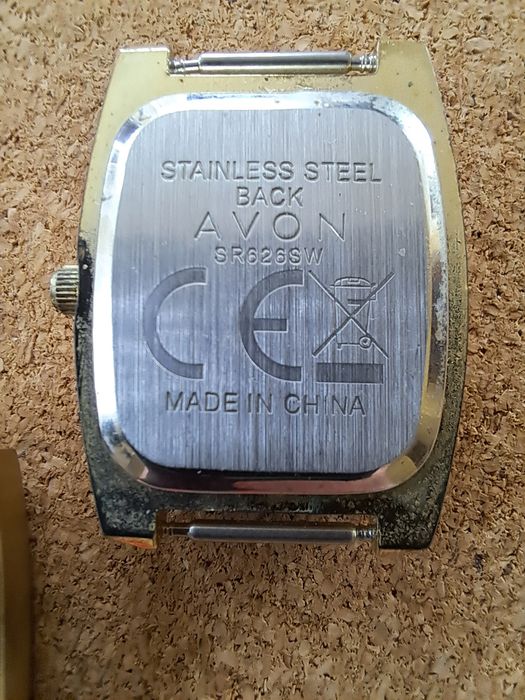 STAINLESS STEEL
BACK
AVON
SR626SW
CE
MADE IN CHINA